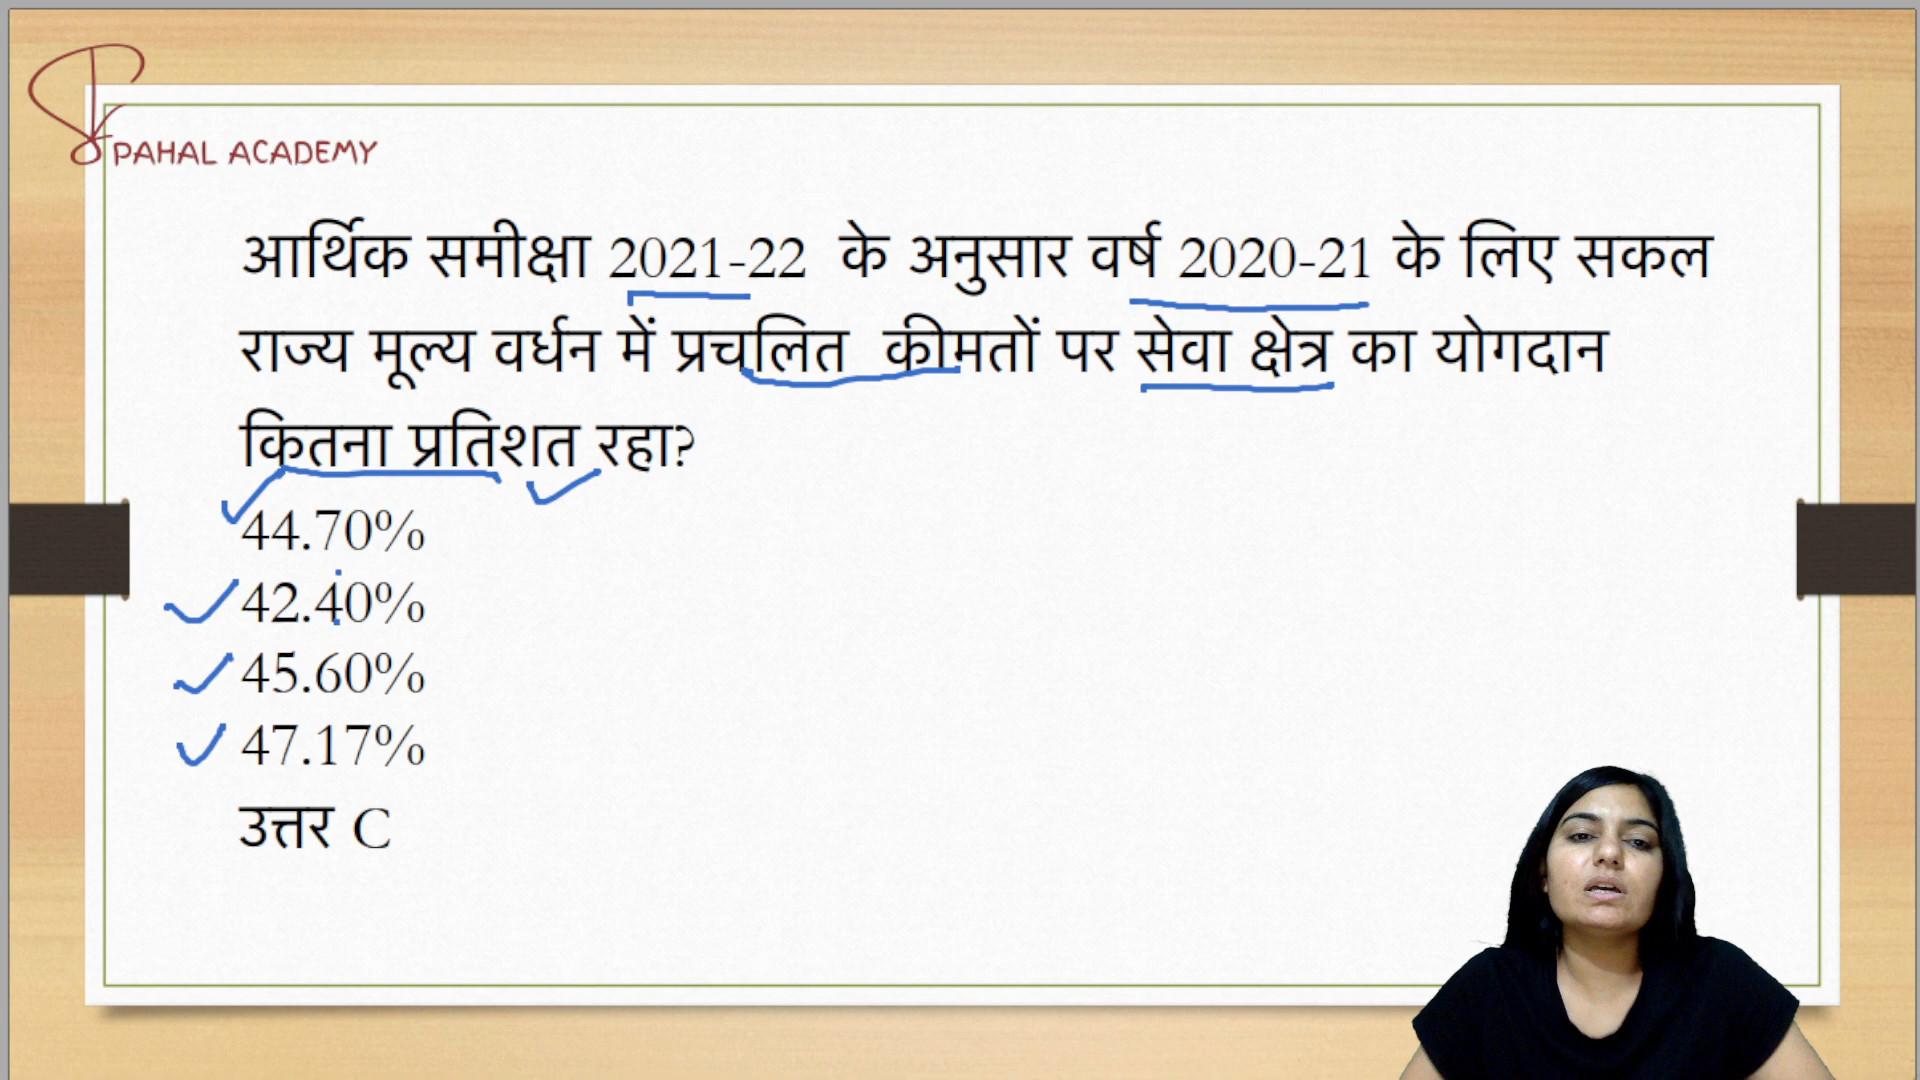 PAHAL ACADEMY
आर्थिक समीक्षा 2021-22 के अनुसार वर्ष 2020-21 के लिए सकल
राज्य मूल्य वर्धन में प्रचलित कीमतों पर सेवा क्षेत्र का योगदान
कितना प्रतिशत रहा?
44.70%
42.40%
45.60%
47.17%
उत्तर C